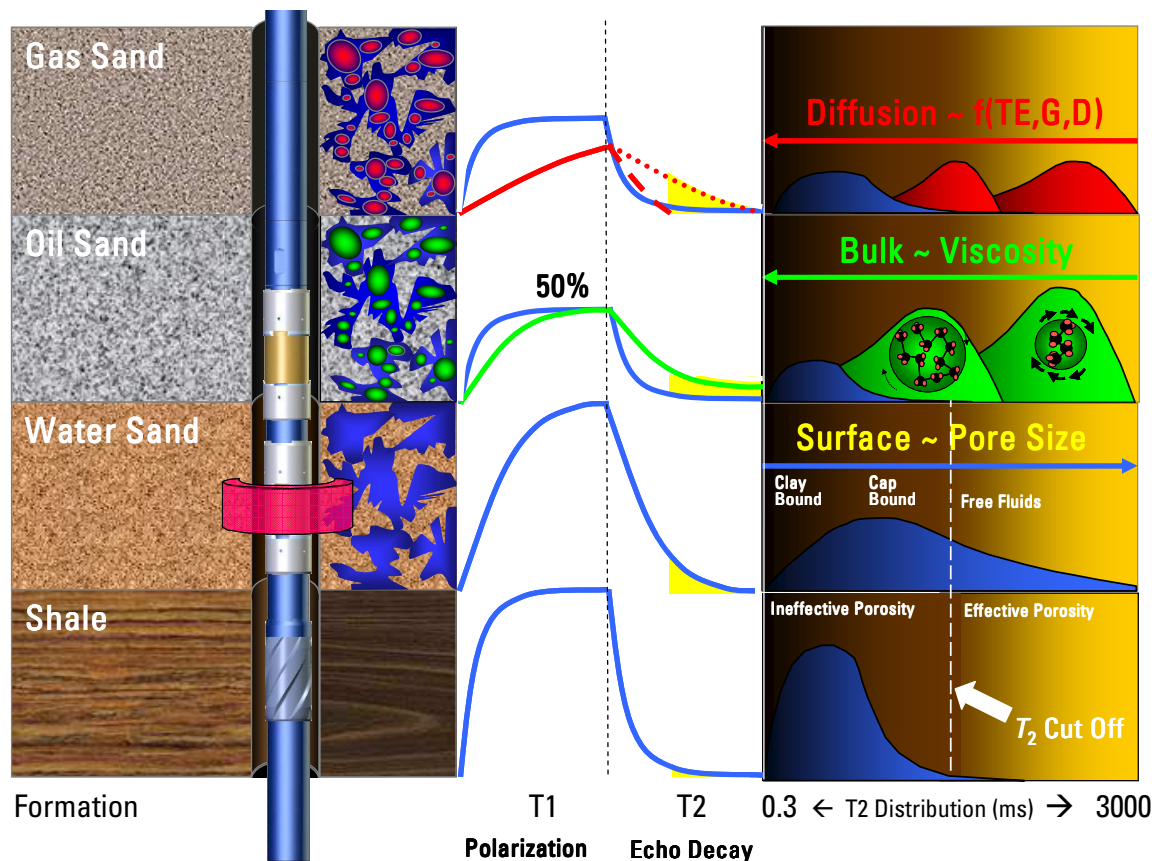 Gas Sand
Diffusion ~ f(TE,G,D)
Oil Sand
50%
Bulk ~ Viscosity
Water Sand
Surface ~ Pore Size
Clay
Bound
Cap
Bound
Free Fluids
Shale
Ineffective Porosity
Effective Porosity
T2 Cut Off
Formation
T1
T2
0.3 ← T2 Distribution (ms) → 3000
Polarization
Echo Decay